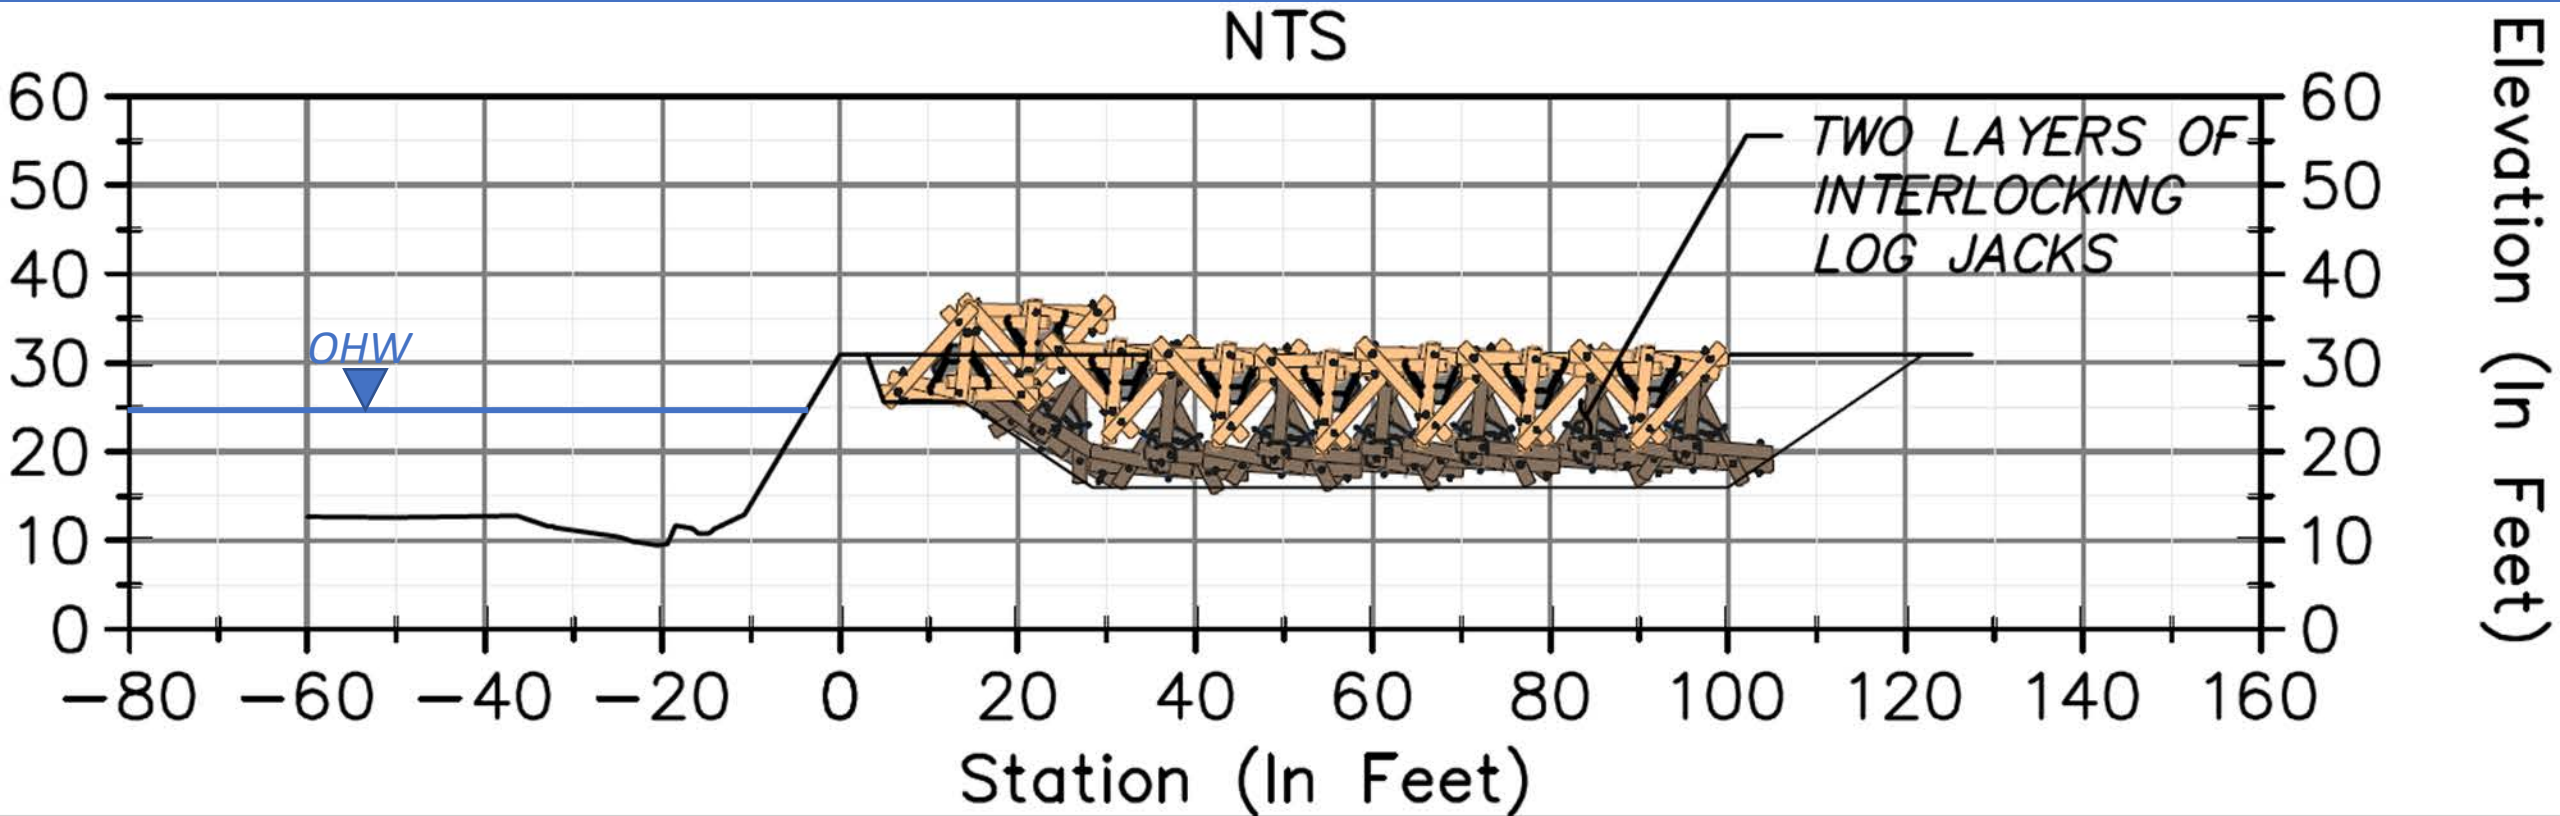 NTS
60
50
40
30
20
10
0
OHW
TWO LAYERS OF
INTERLOCKING
LOG JACKS
60
50
40
30
20
10
0
Elevation (In Feet)
-80 -60 -40 -20 0 20 40 60 80 100 120 140 160
Station (In Feet)